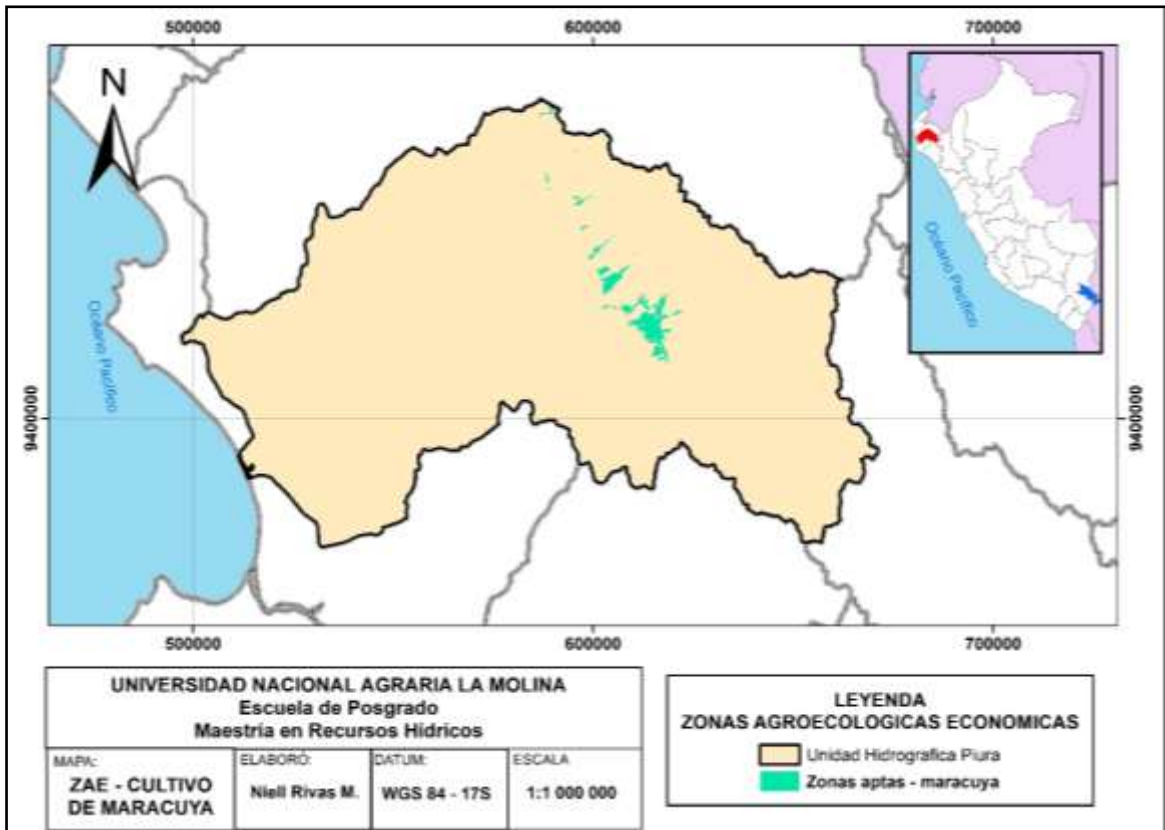 500000
600000
700000
N
Océano Pacífico
Océano Pacífico
9400000
9400000
500000
600000
700000
UNIVERSIDAD NACIONAL AGRARIA LA MOLINA
Escuela de Posgrado
Maestría en Recursos Hídricos
MAPA:
ZAE - CULTIVO
DE MARACUYA
ELABORÓ:
Niell Rivas M.
DATUM:
WGS 84 - 17S
ESCALA
1:1 000 000
LEYENDA
ZONAS AGROECOLOGICAS ECONOMICAS
Unidad Hidrografica Piura
Zonas aptas - maracuya